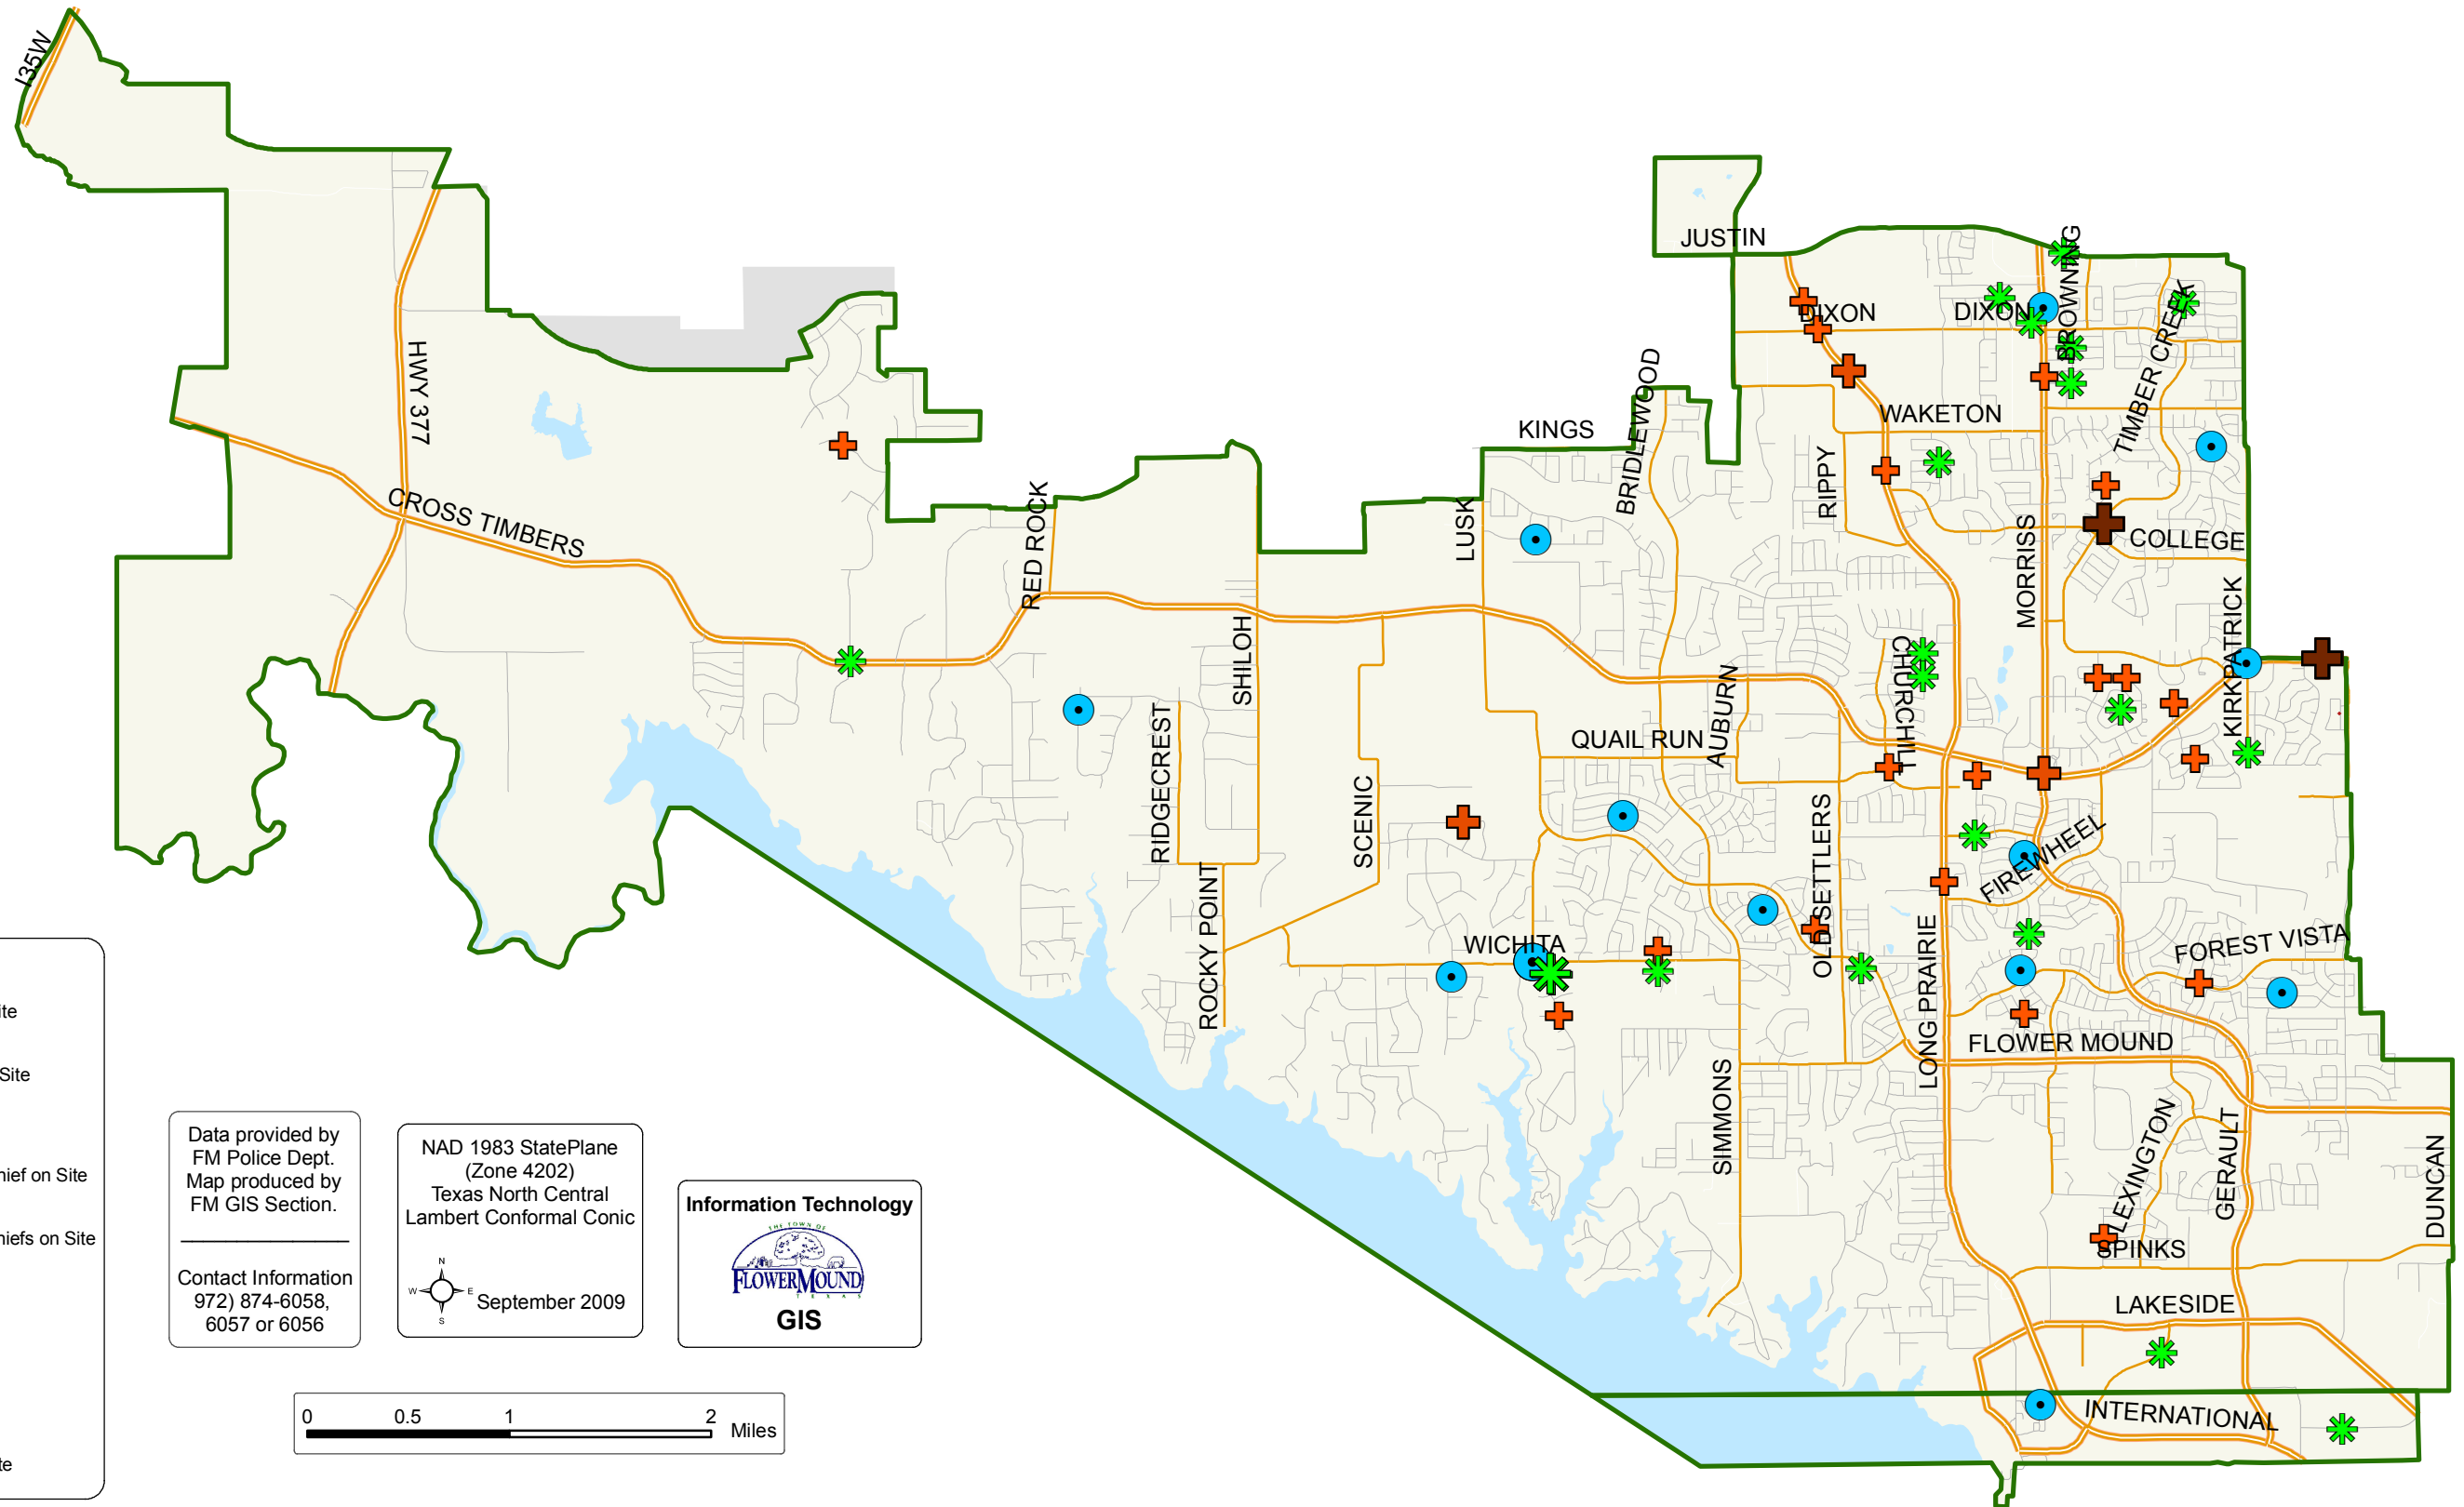 I35W
JUSTIN
BROWNING
DIXON
DIXON
TIMBER CREEK
HWY 377
BRIDLEWOOD
WAKETON
KINGS
RIPPY
CROSS TIMBERS
RED ROCK
LUSK
MORRISS
COLLEGE
KIRKPATRICK
SHILOH
CHURCHILL
AUBURN
QUAIL RUN
RIDGECREST
SCENIC
OLD SETTLERS
FIREWHEEL
ROCKY POINT
WICHITA
LONG PRAIRIE
FOREST VISTA
FLOWER MOUND
SIMMONS
LEXINGTON
GERAULT
DUNCAN
SPINKS
LAKESIDE
INTERNATIONAL
Site
hief on Site
hiefs on Site
Data provided by
FM Police Dept.
Map produced by
FM GIS Section.
Contact Information
972) 874-6058,
6057 or 6056
NAD 1983 StatePlane
(Zone 4202)
Texas North Central
Lambert Conformal Conic
N
W E
S
September 2009
Information Technology
THE TOWN OF
FLOWER MOUND
TEXAS
GIS
0 0.5 1 2 Miles